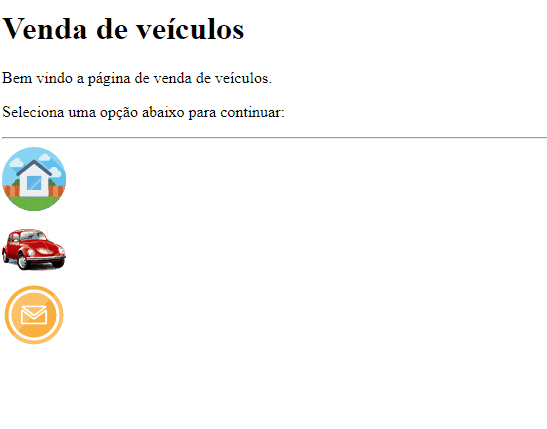 Venda de veículos
Bem vindo a página de venda de veículos.
Seleciona uma opção abaixo para continuar: